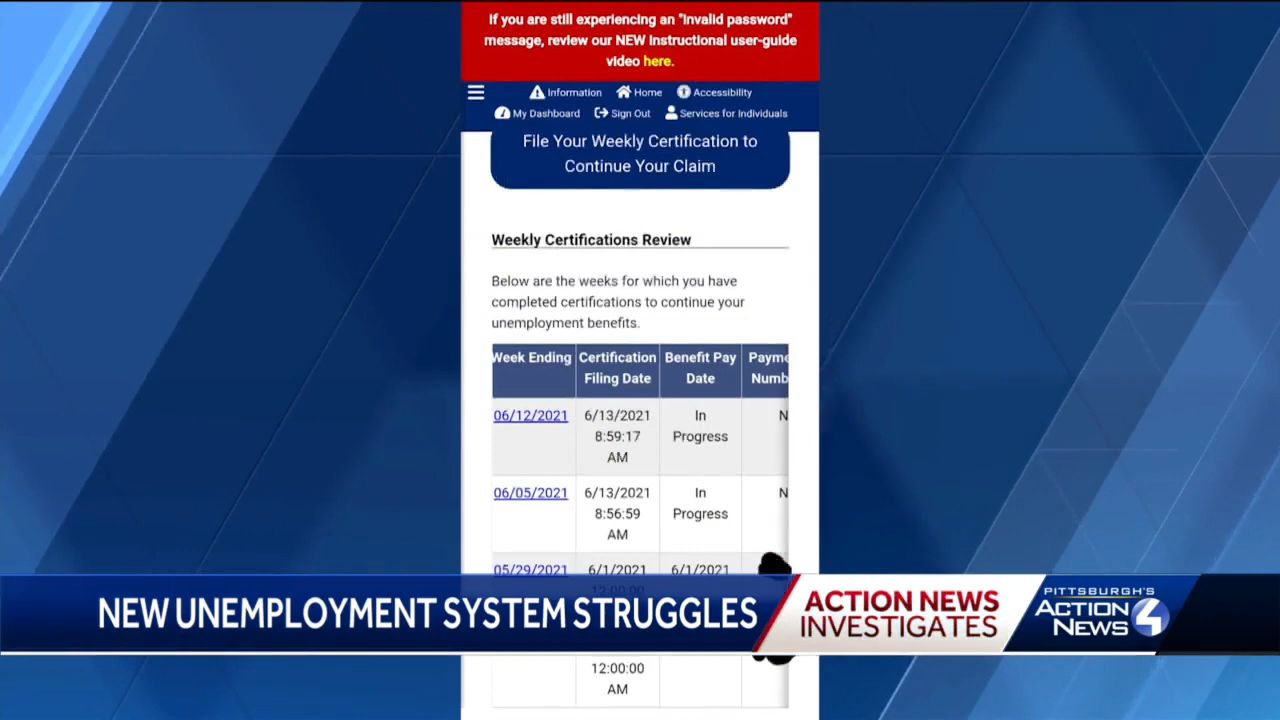 If you are still experiencing an "invalid password"
message, review our NEW Instructional user-guide
video here.
Information Home Accessibility
My Dashboard Sign Out Services for Individuals
File Your Weekly Certification to
Continue Your Claim
Weekly Certifications Review
Below are the weeks for which you have
completed certifications to continue your
unemployment benefits.
Week Ending Certification Benefit Pay Payme
Filing Date Date Numb
06/12/2021 6/13/2021 In N
8:59:17 Progress
AM
06/05/2021 6/13/2021 In N
8:56:59 Progress
AM
05/29/2021 6/1/2021 6/1/2021
12:00:00
NEW UNEMPLOYMENT SYSTEM STRUGGLES
ACTION NEWS
INVESTIGATES
PITTSBURGH'S
ACTION
NEWS 4
12:00:00
AM